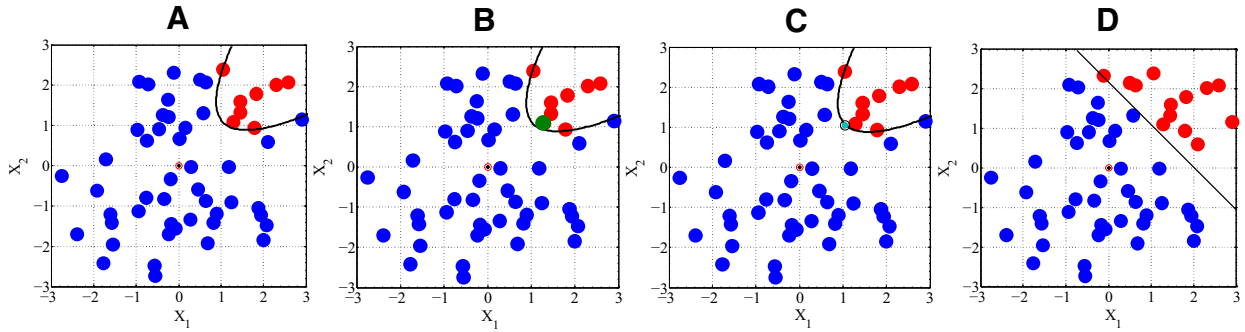 A B C D
3 3 3 3
2 2 2 2
1 1 1 1
X2 0 X2 0 X2 0 X2 0
−1 −1 −1 −1
−2 −2 −2 −2
−3 −3 −3 −3
−3 −2 −1 0 1 2 3 −3 −2 −1 0 1 2 3 −3 −2 −1 0 1 2 3 −3 −2 −1 0 1 2 3
X1 X1 X1 X1